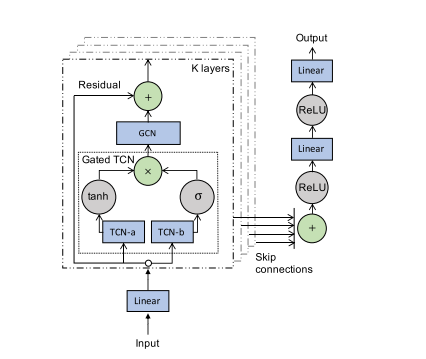 Output
Linear
ReLU
Linear
ReLU
+
K layers
Residual
+
GCN
Gated TCN
×
tanh
σ
TCN-a
TCN-b
Skip
connections
Linear
Input